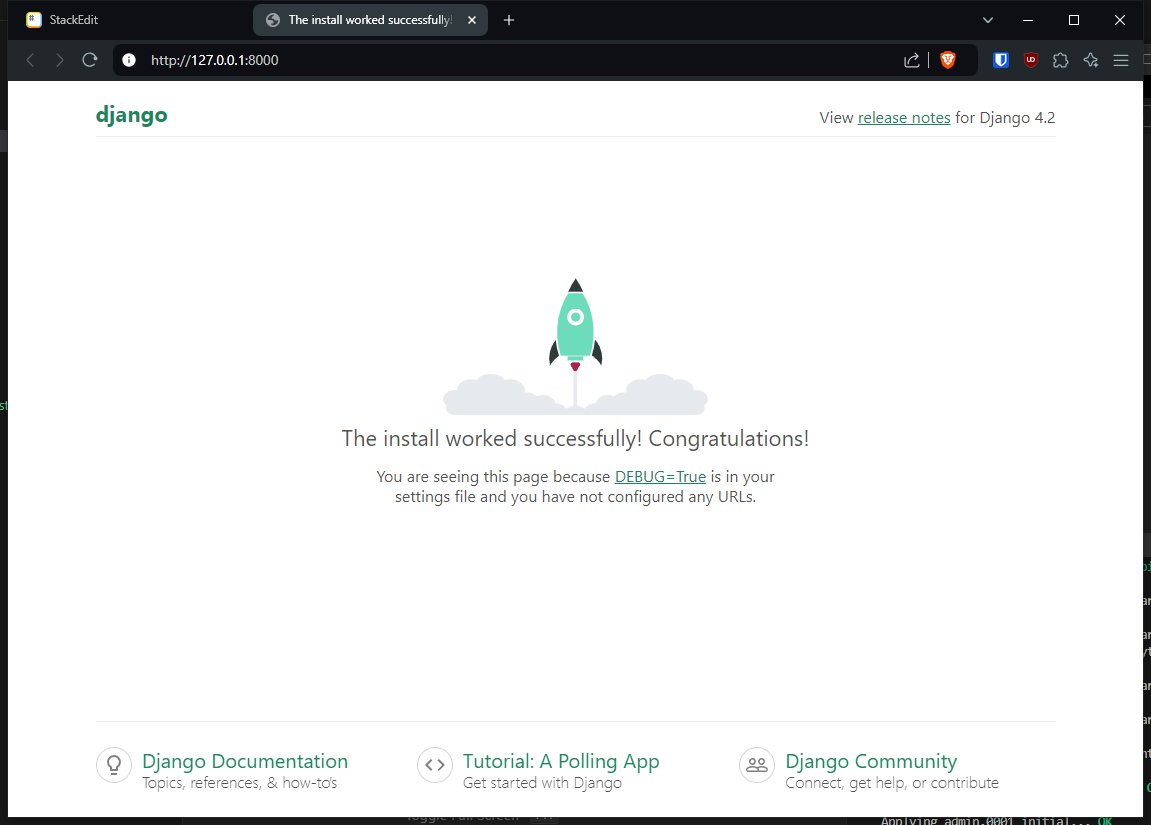 StackEdit
The install worked successfully!
http://127.0.0.1:8000
django
View release notes for Django 4.2
The install worked successfully! Congratulations!
You are seeing this page because DEBUG=True is in your
settings file and you have not configured any URLs.
Django Documentation
Topics, references, & how-to's
Tutorial: A Polling App
Get started with Django
Django Community
Connect, get help, or contribute
Toggle Full Screen
Applying admin.0001_initial... OK